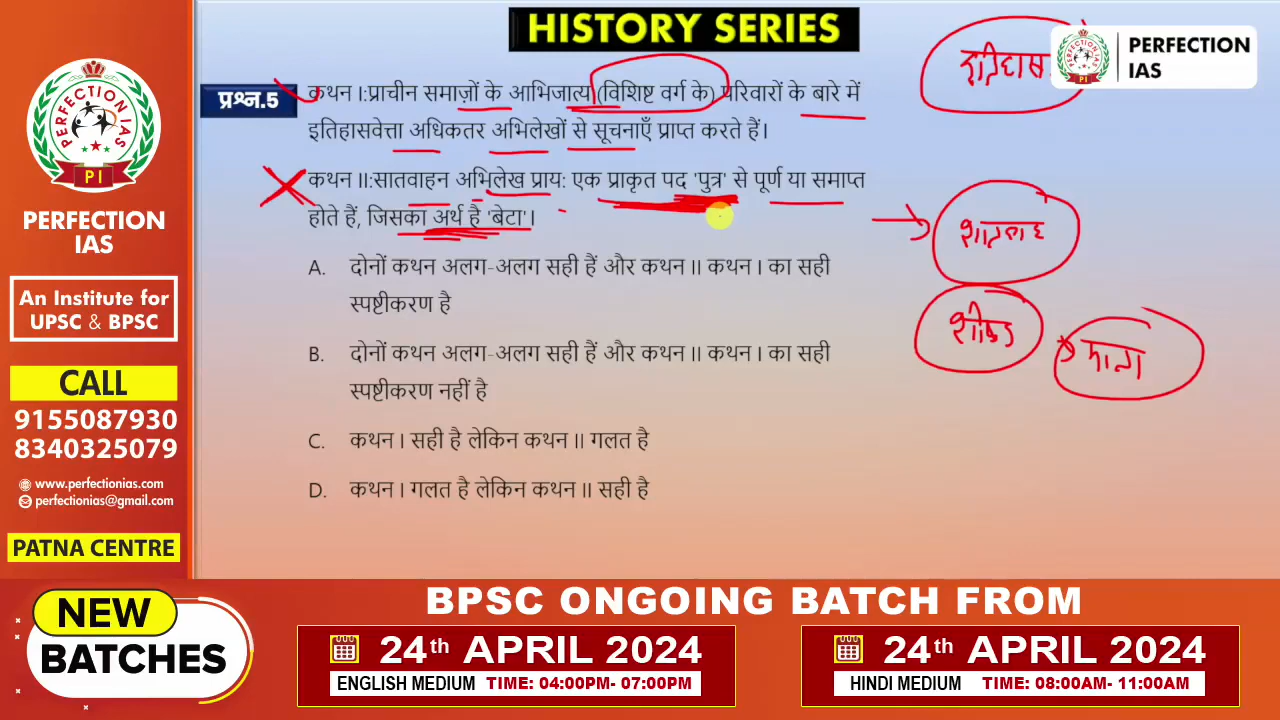 HISTORY SERIES
इतिहास
PERFECTION
IAS
PERFECTION IAS
PI
PERFECTION
IAS
An Institute for
UPSC & BPSC
CALL
9155087930
8340325079
www.perfectionias.com
perfectionias@gmail.com
PATNA CENTRE
प्रश्न.5
कथन I:प्राचीन समाज़ों के आभिजात्य (विशिष्ट वर्ग के) परिवारों के बारे में
इतिहासवेत्ता अधिकतर अभिलेखों से सूचनाएँ प्राप्त करते हैं।
कथन II:सातवाहन अभिलेख प्राय: एक प्राकृत पद 'पुत्र' से पूर्ण या समाप्त
होते हैं, जिसका अर्थ है 'बेटा'।
A. दोनों कथन अलग-अलग सही हैं और कथन II कथन I का सही
स्पष्टीकरण है
B. दोनों कथन अलग-अलग सही हैं और कथन II कथन I का सही
स्पष्टीकरण नहीं है
C. कथन I सही है लेकिन कथन II गलत है
D. कथन I गलत है लेकिन कथन II सही है
NEW
BATCHES
BPSC ONGOING BATCH FROM
24th APRIL 2024
ENGLISH MEDIUM TIME: 04:00PM- 07:00PM
24th APRIL 2024
HINDI MEDIUM TIME: 08:00AM- 11:00AM